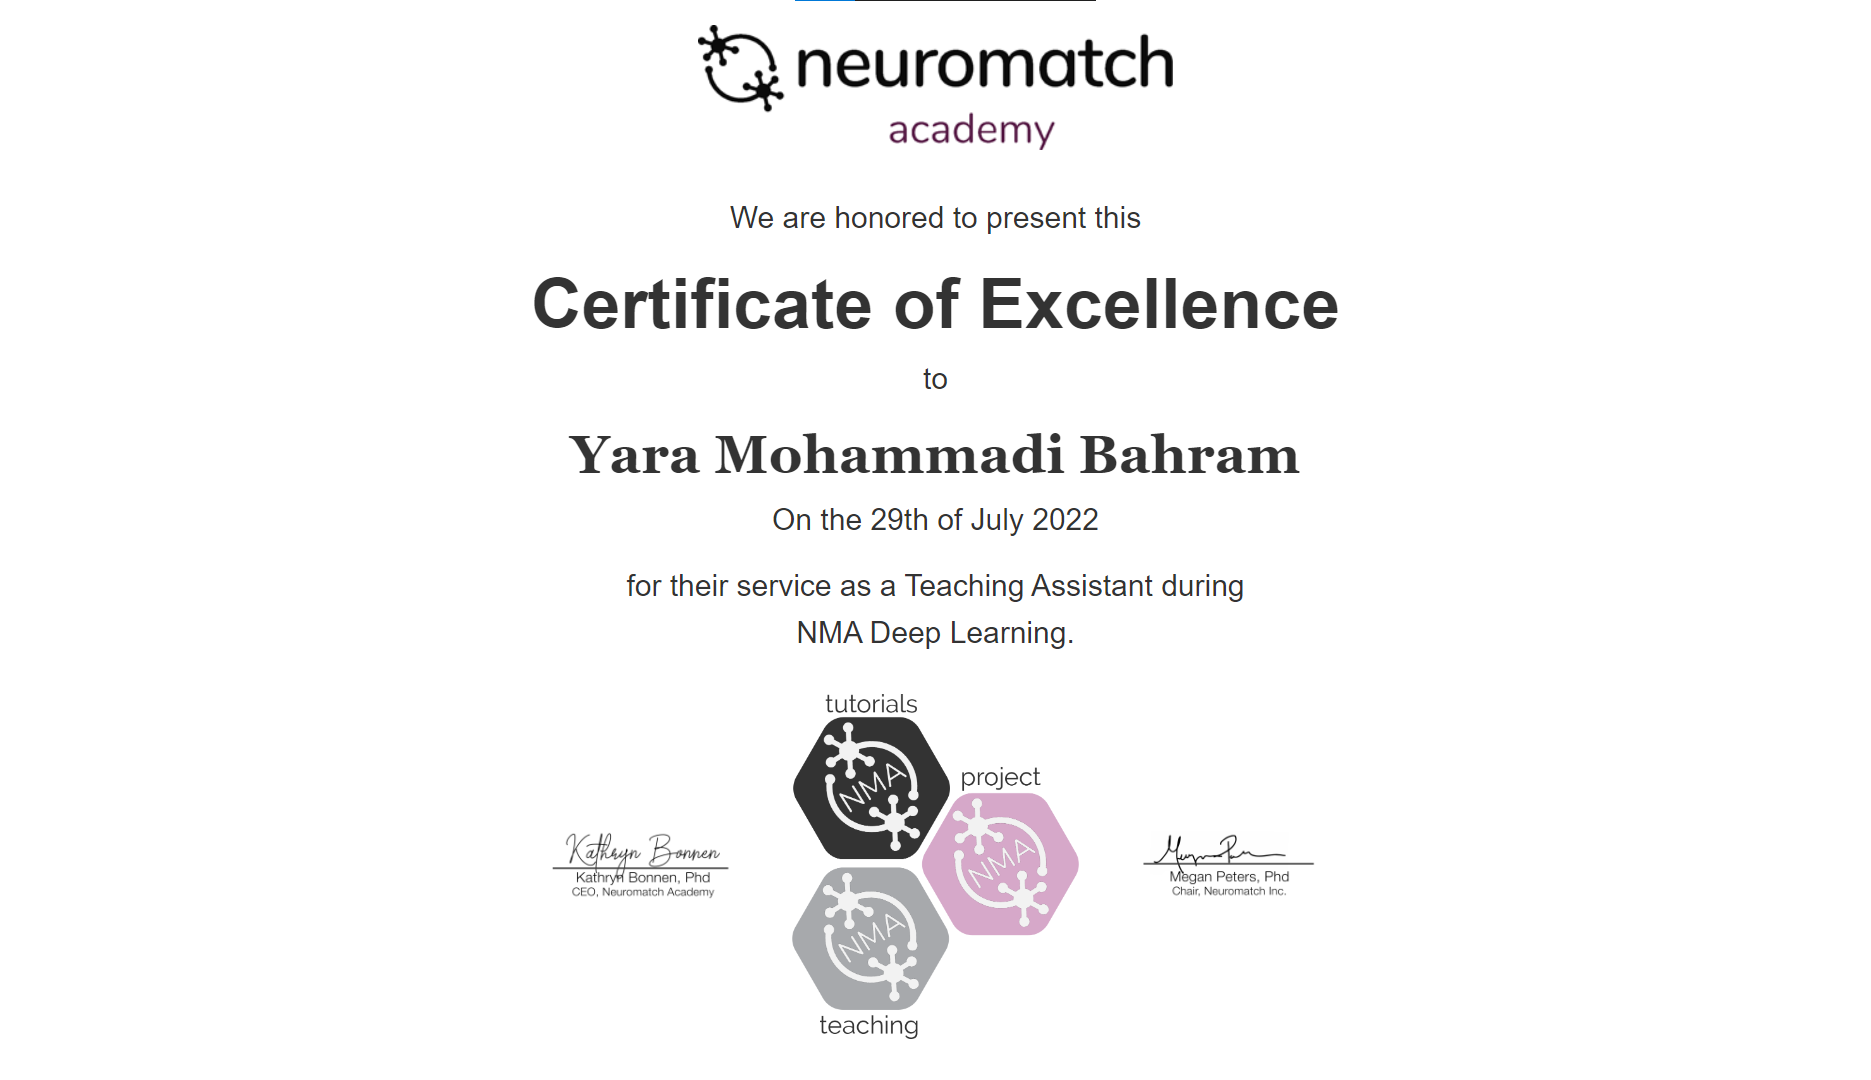 neuromatch
academy
We are honored to present this
Certificate of Excellence
to
Yara Mohammadi Bahram
On the 29th of July 2022
for their service as a Teaching Assistant during
NMA Deep Learning.
tutorials
NMA
project
NMA
Kathryn Bonnen
Kathryn Bonnen, Phd
CEO, Neuromatch Academy
Megan Peters, Phd
Chair, Neuromatch Inc.
NMA
teaching